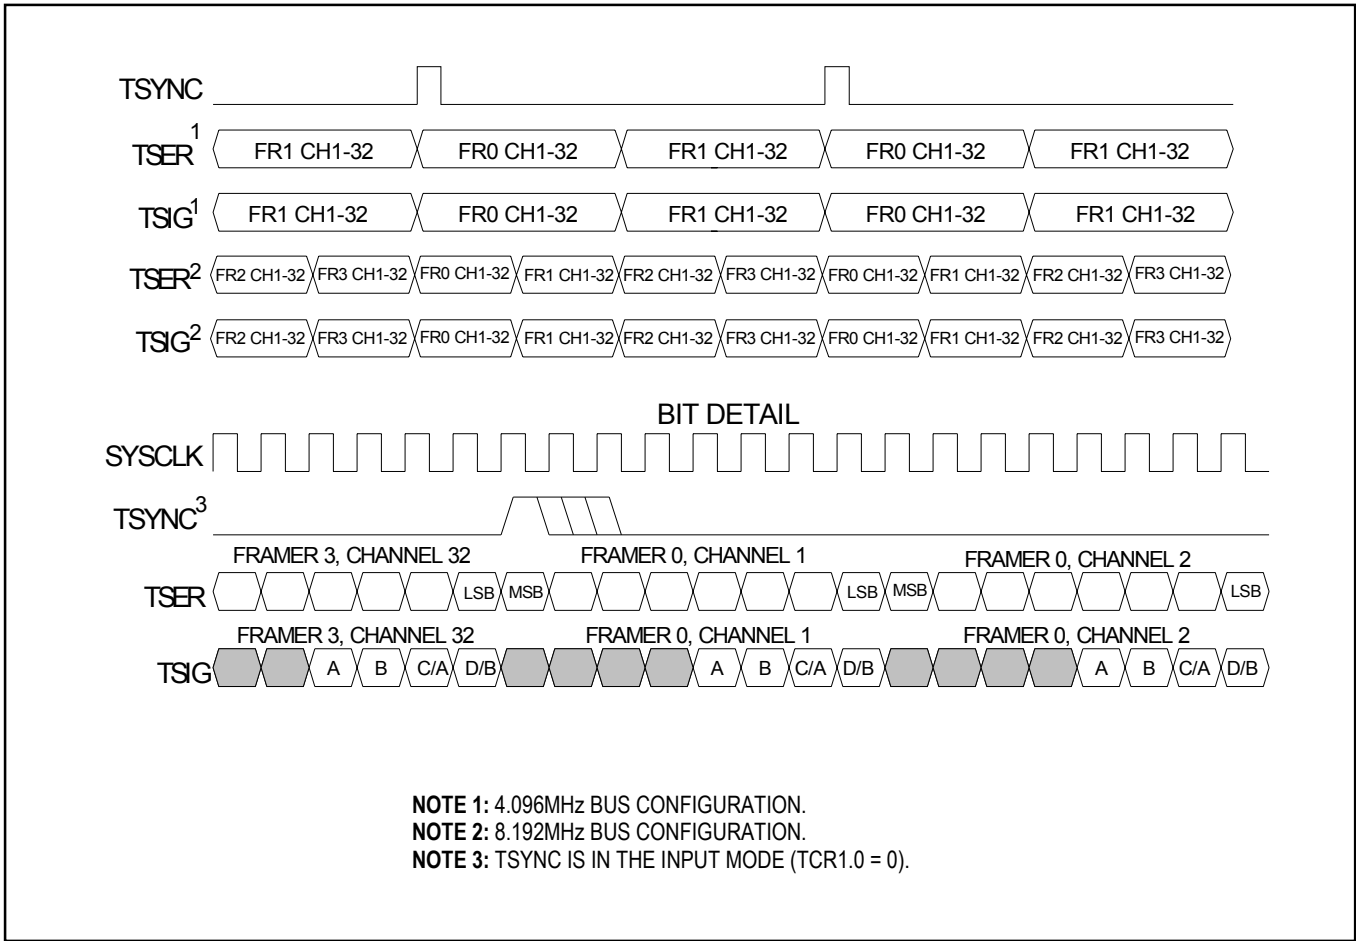 TSYNC
TSER1 FR1 CH1-32 FR0 CH1-32 FR1 CH1-32 FR0 CH1-32 FR1 CH1-32
TSIG1 FR1 CH1-32 FR0 CH1-32 FR1 CH1-32 FR0 CH1-32 FR1 CH1-32
TSER2 FR2 CH1-32 FR3 CH1-32 FR0 CH1-32 FR1 CH1-32 FR2 CH1-32 FR3 CH1-32 FR0 CH1-32 FR1 CH1-32 FR2 CH1-32 FR3 CH1-32
TSIG2 FR2 CH1-32 FR3 CH1-32 FR0 CH1-32 FR1 CH1-32 FR2 CH1-32 FR3 CH1-32 FR0 CH1-32 FR1 CH1-32 FR2 CH1-32 FR3 CH1-32
BIT DETAIL
SYSCLK
TSYNC3
FRAMER 3, CHANNEL 32 FRAMER 0, CHANNEL 1 FRAMER 0, CHANNEL 2
TSER LSB MSB LSB MSB LSB
FRAMER 3, CHANNEL 32 FRAMER 0, CHANNEL 1 FRAMER 0, CHANNEL 2
TSIG A B C/A D/B A B C/A D/B A B C/A D/B
NOTE 1: 4.096MHz BUS CONFIGURATION.
NOTE 2: 8.192MHz BUS CONFIGURATION.
NOTE 3: TSYNC IS IN THE INPUT MODE (TCR1.0 = 0).